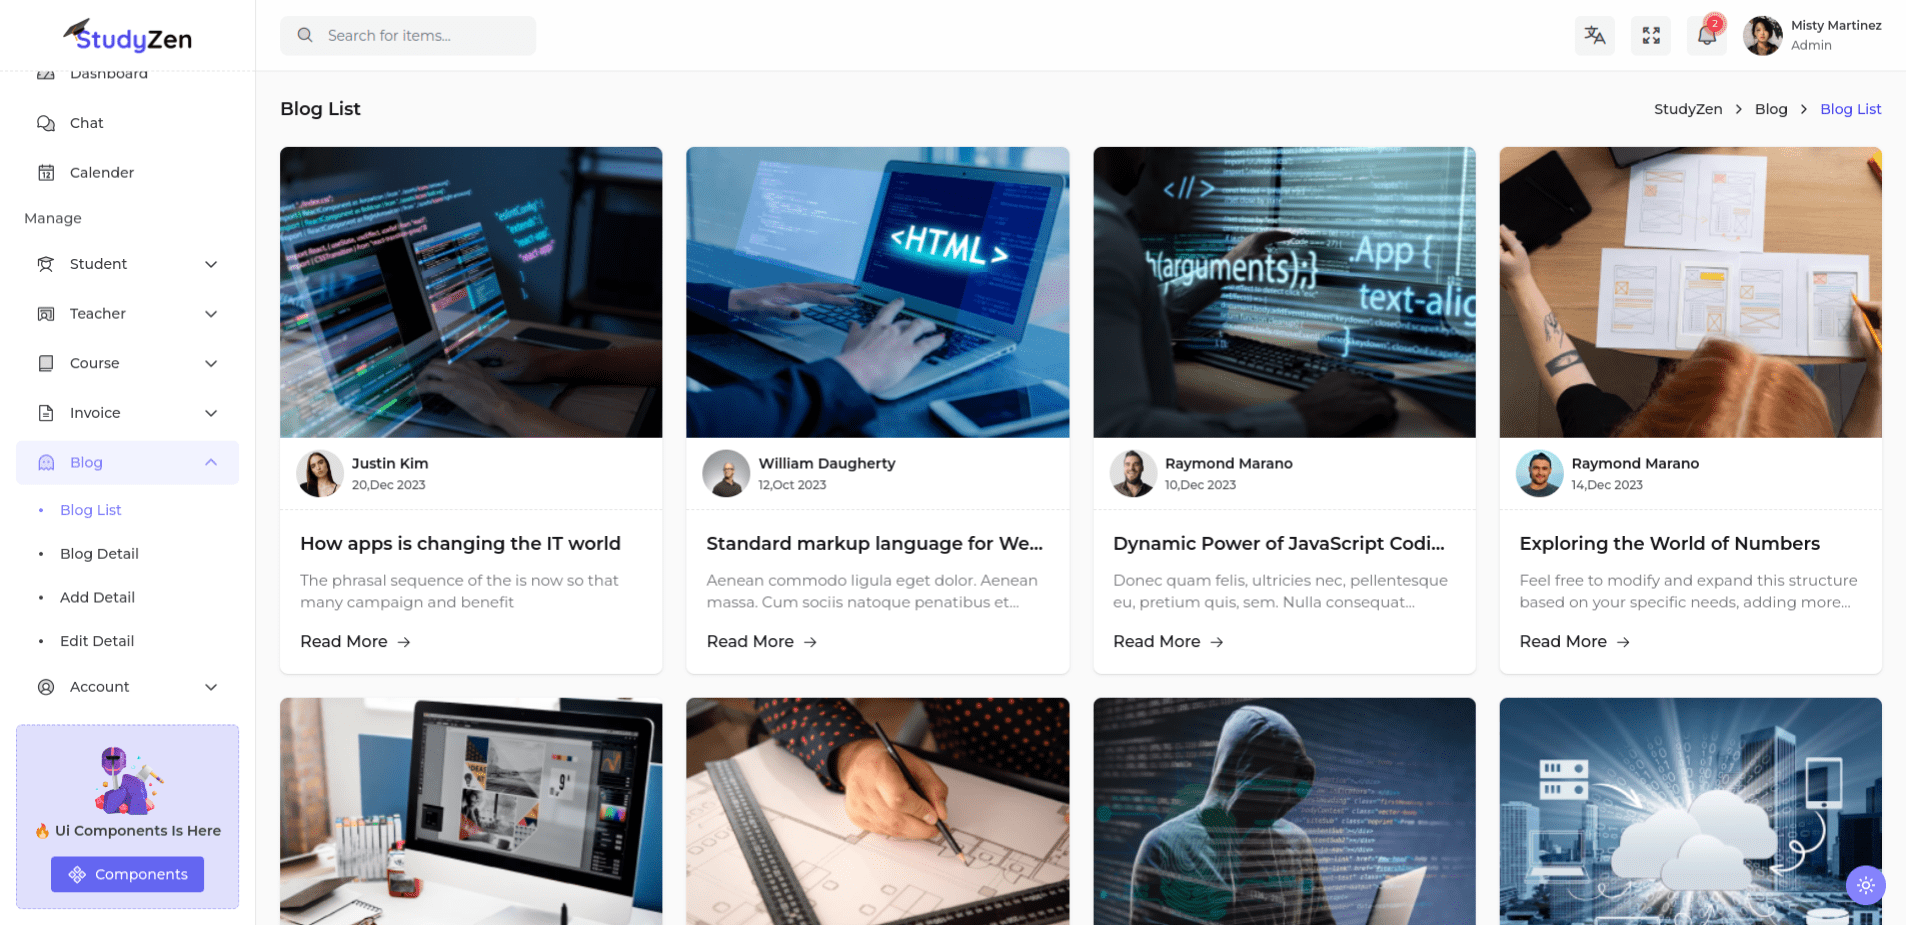 StudyZen
Search for items...
2
Misty Martinez
Admin
Dashboard
Chat
Calender
Manage
Student
Teacher
Course
Invoice
Blog
Blog List
Blog Detail
Add Detail
Edit Detail
Account
🔥 Ui Components Is Here
Components
Blog List
StudyZen > Blog > Blog List
Justin Kim
20,Dec 2023
How apps is changing the IT world
The phrasal sequence of the is now so that
many campaign and benefit
Read More →
<HTML>
William Daugherty
12,Oct 2023
Standard markup language for We...
Aenean commodo ligula eget dolor. Aenean
massa. Cum sociis natoque penatibus et...
Read More →
<//>
.App {
h(arguments);}
text-alig
Raymond Marano
10,Dec 2023
Dynamic Power of JavaScript Codi...
Donec quam felis, ultricies nec, pellentesque
eu, pretium quis, sem. Nulla consequat...
Read More →
Raymond Marano
14,Dec 2023
Exploring the World of Numbers
Feel free to modify and expand this structure
based on your specific needs, adding more...
Read More →